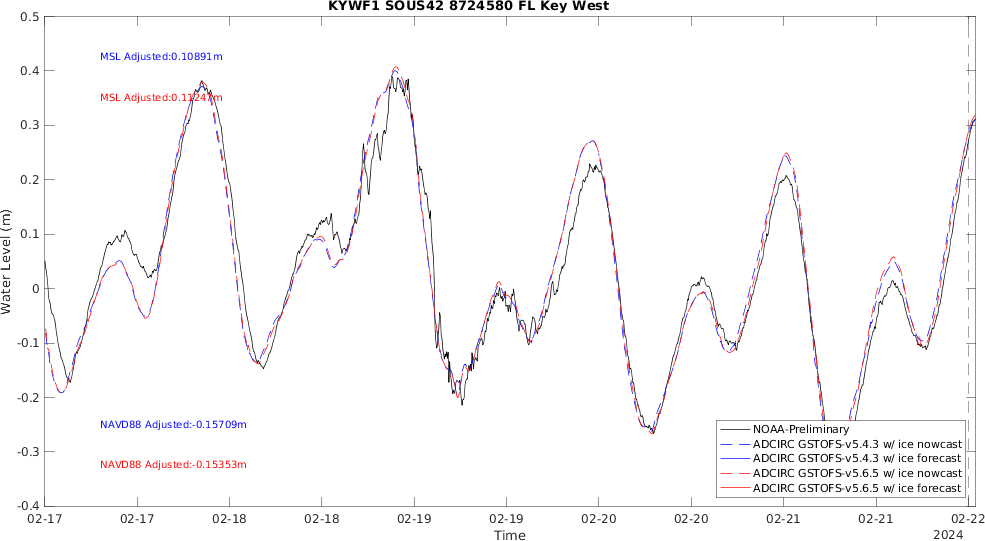 KYWF1 SOUS42 8724580 FL Key West
0.5
MSL Adjusted:0.10891m
0.4
MSL Adjusted:0.11247m
0.3
0.2
0.1
0
Water Level (m)
-0.1
-0.2
NAVD88 Adjusted:-0.15709m
NOAA-Preliminary
ADCIRC GSTOFS-v5.4.3 w/ ice nowcast
-0.3
ADCIRC GSTOFS-v5.4.3 w/ ice forecast
NAVD88 Adjusted:-0.15353m
ADCIRC GSTOFS-v5.6.5 w/ ice nowcast
ADCIRC GSTOFS-v5.6.5 w/ ice forecast
-0.4
02-17 02-17 02-18 02-18 02-19 02-19 02-20 02-20 02-21 02-21 02-22
Time
2024